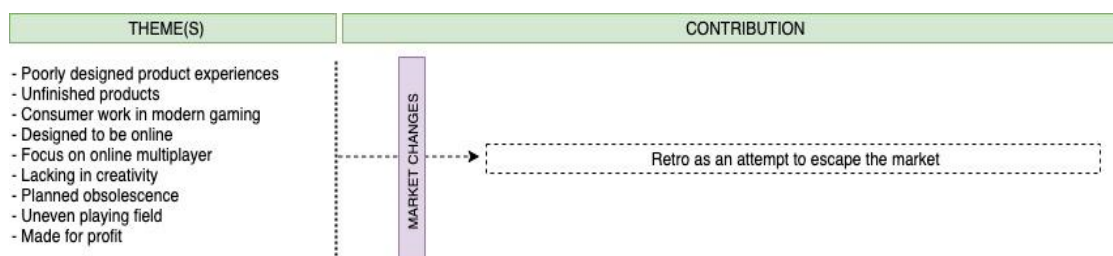 THEME(S)
CONTRIBUTION
- Poorly designed product experiences
- Unfinished products
- Consumer work in modern gaming
- Designed to be online
- Focus on online multiplayer
- Lacking in creativity
- Planned obsolescence
- Uneven playing field
- Made for profit
MARKET CHANGES
Retro as an attempt to escape the market